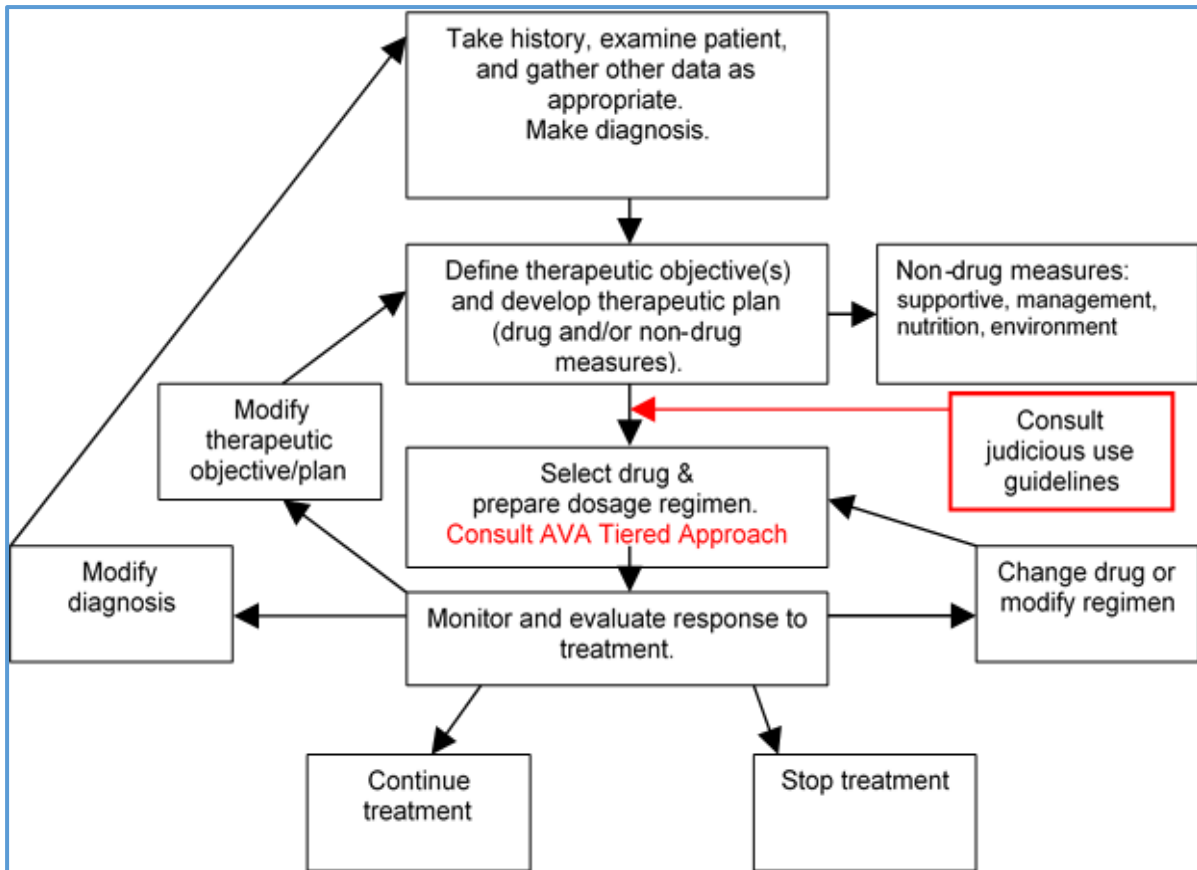 Take history, examine patient,
and gather other data as
appropriate.
Make diagnosis.
Define therapeutic objective(s)
and develop therapeutic plan
(drug and/or non-drug
measures).
Non-drug measures:
supportive, management,
nutrition, environment
Modify
therapeutic
objective/plan
Consult
judicious use
guidelines
Select drug &
prepare dosage regimen.
Consult AVA Tiered Approach
Modify
diagnosis
Change drug or
modify regimen
Monitor and evaluate response to
treatment.
Continue
treatment
Stop treatment